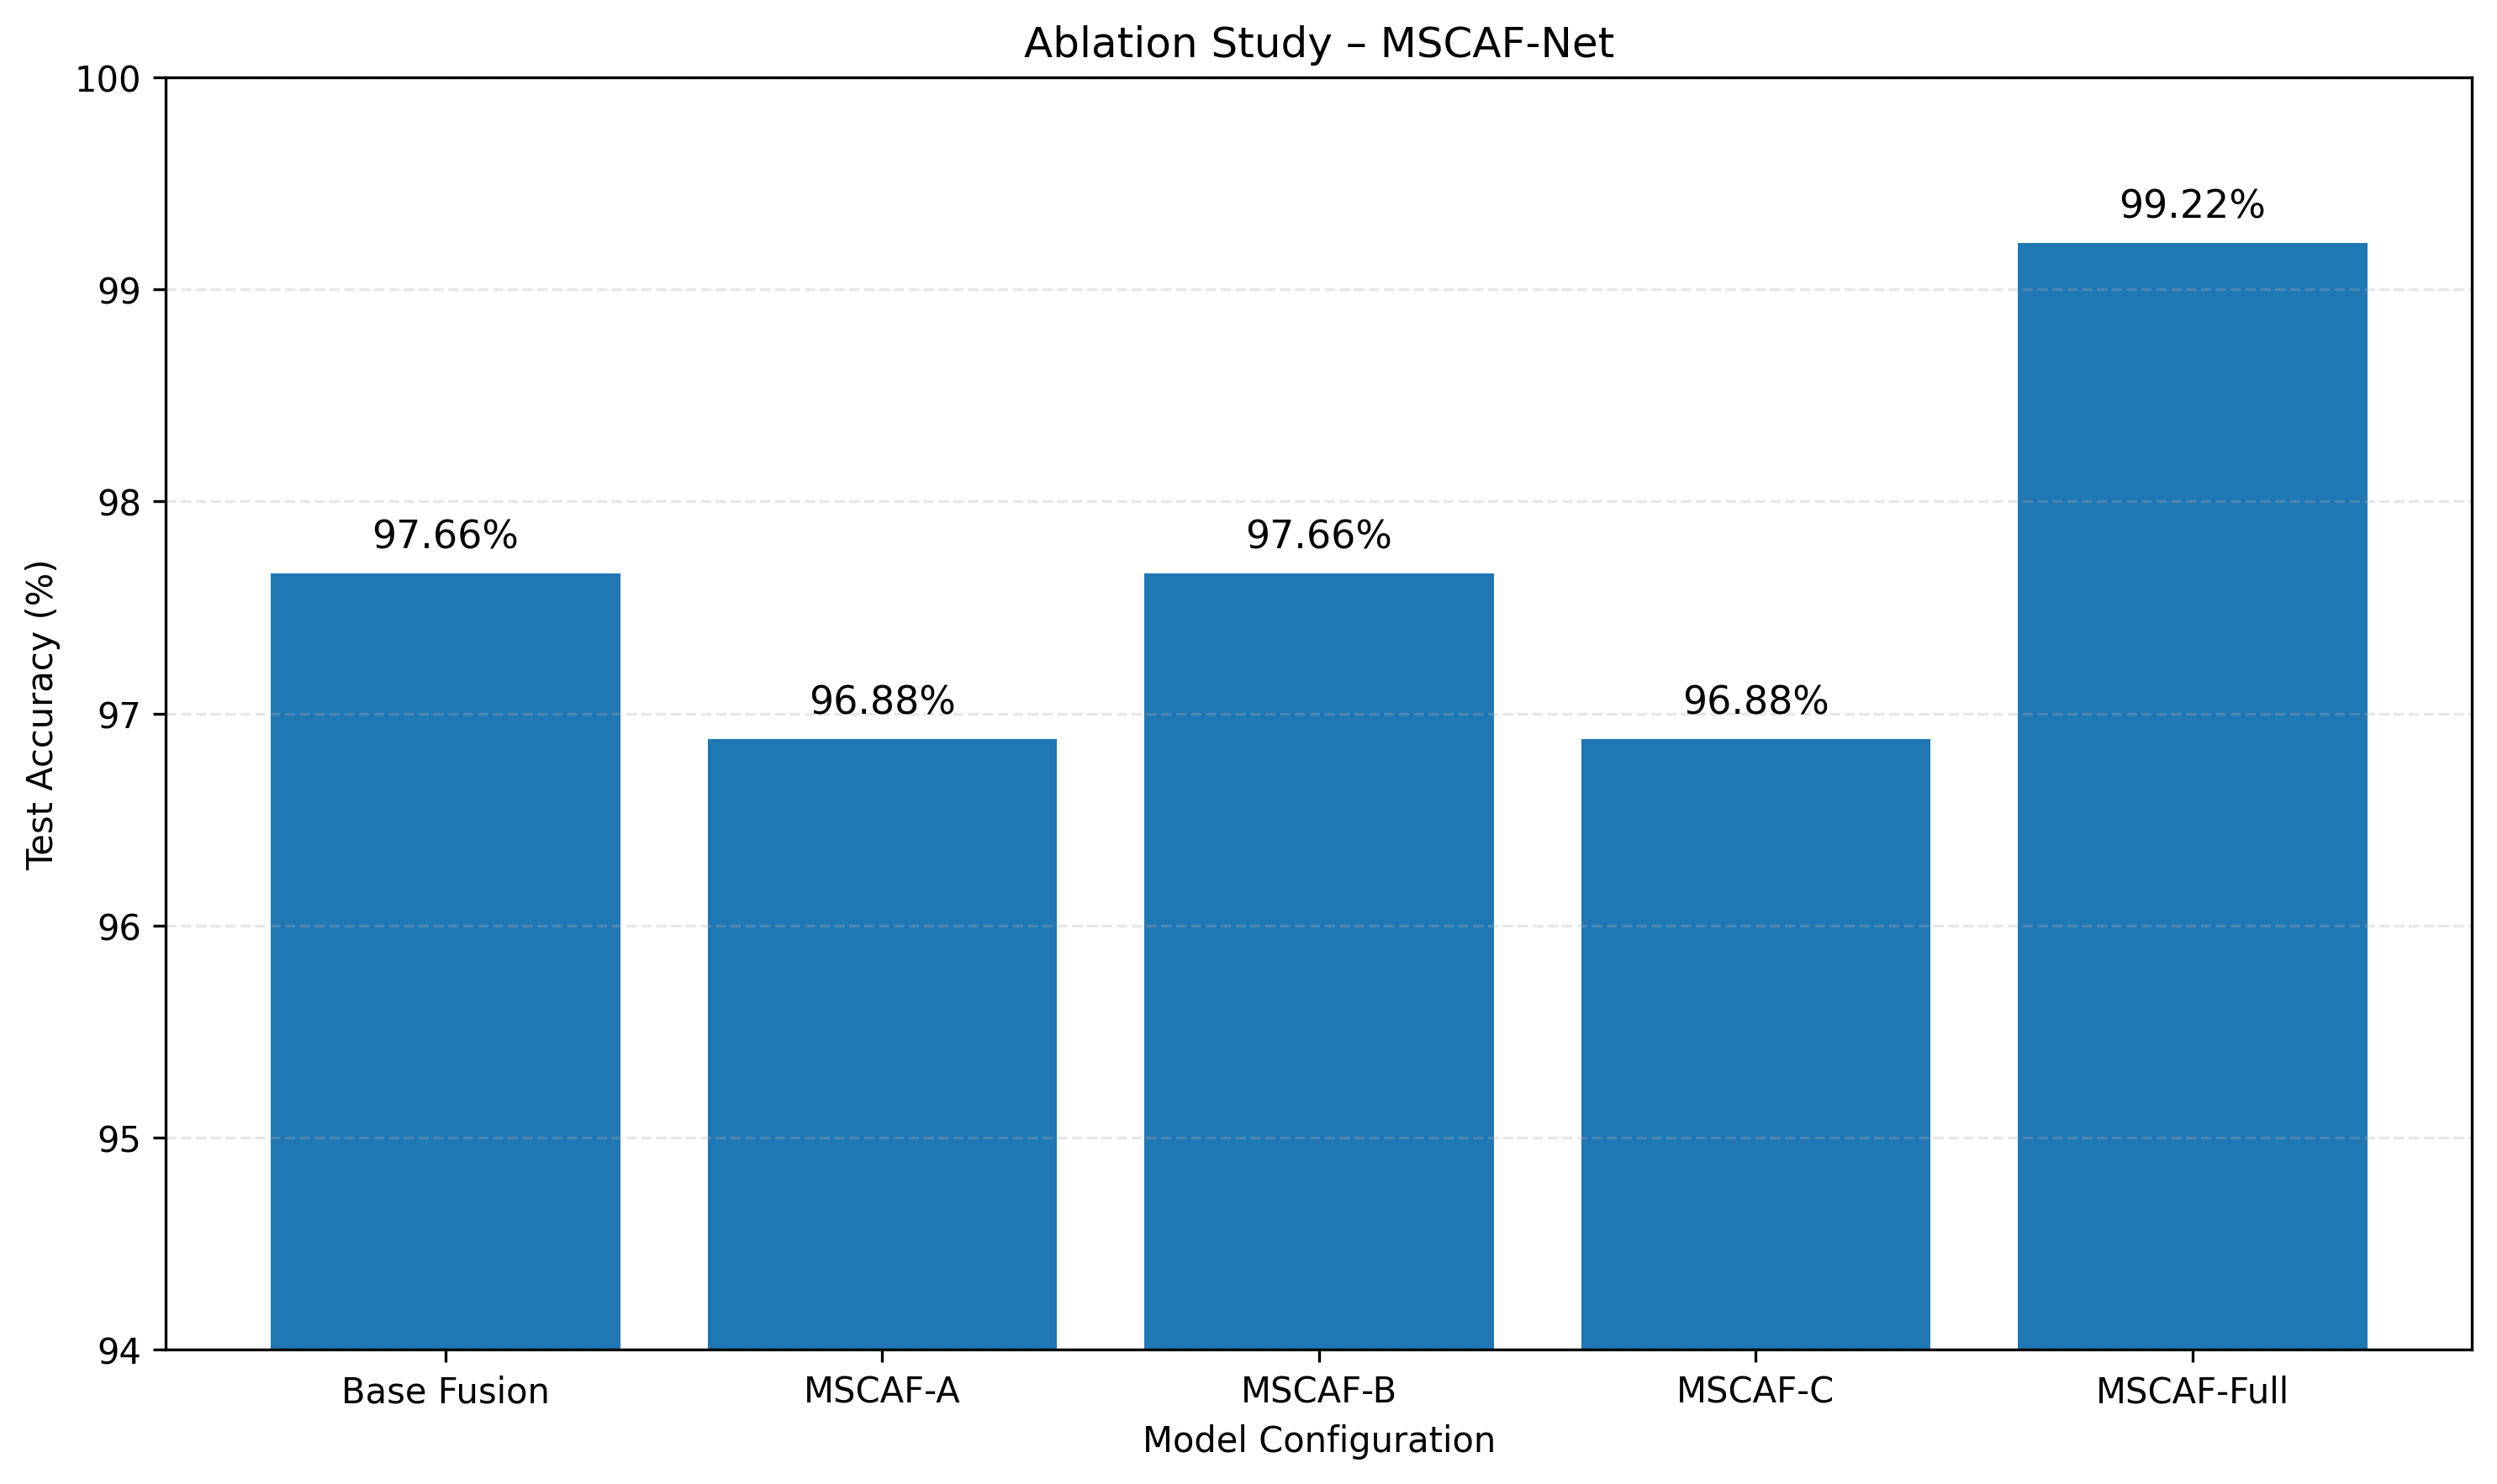 Ablation Study – MSCAF-Net
100
99
98
97
96
95
94
Test Accuracy (%)
97.66%
96.88%
97.66%
96.88%
99.22%
Base Fusion
MSCAF-A
MSCAF-B
MSCAF-C
MSCAF-Full
Model Configuration